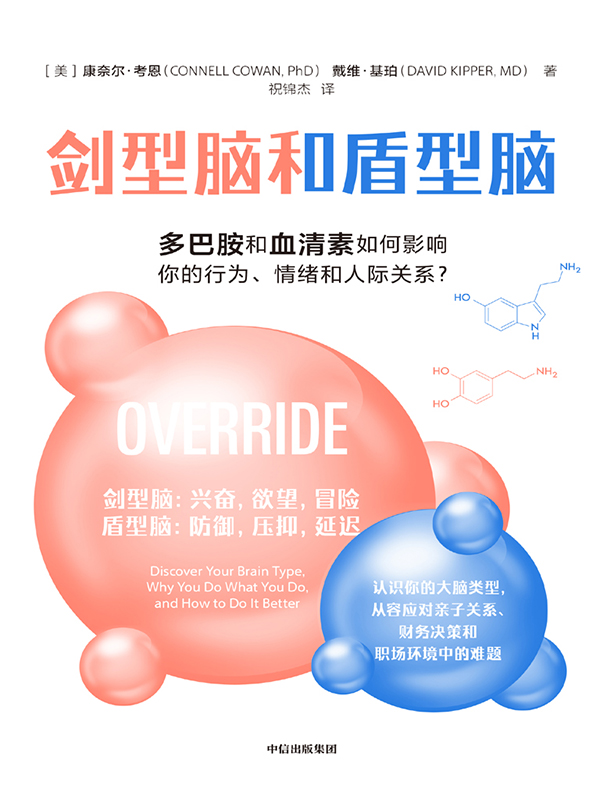 ［美］康奈尔·考恩（CONNELL COWAN, PhD） 戴维·基珀（DAVID KIPPER, MD） 著
祝锦杰 译
剑型脑和盾型脑
多巴胺和血清素如何影响
你的行为、情绪和人际关系？
NH₂
HO
N
H
HO
NH₂
HO
OVERRIDE
剑型脑：兴奋，欲望，冒险
盾型脑：防御，压抑，延迟
Discover Your Brain Type,
Why You Do What You Do,
and How to Do It Better
认识你的大脑类型，
从容应对亲子关系、
财务决策和
职场环境中的难题
中信出版集团